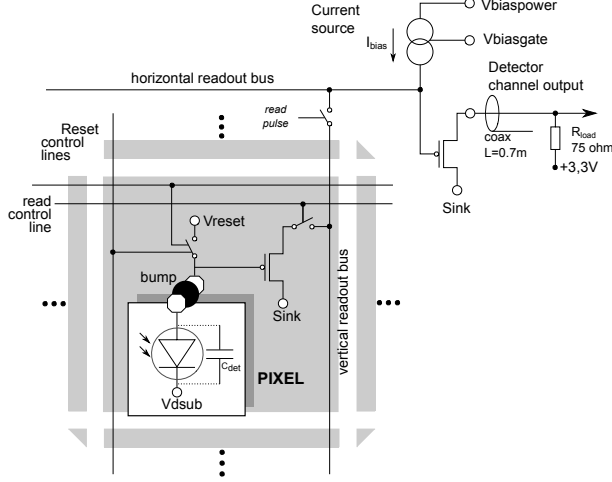 Current
source
Vbiaspower
Ibias
Vbiasgate
horizontal readout bus
Detector
channel output
read
pulse
Reset
control
lines
coax
L=0.7m
Rload
75 ohm
+3,3V
Sink
read
control
line
Vreset
bump
Sink
vertical readout bus
Cdet
PIXEL
Vdsub